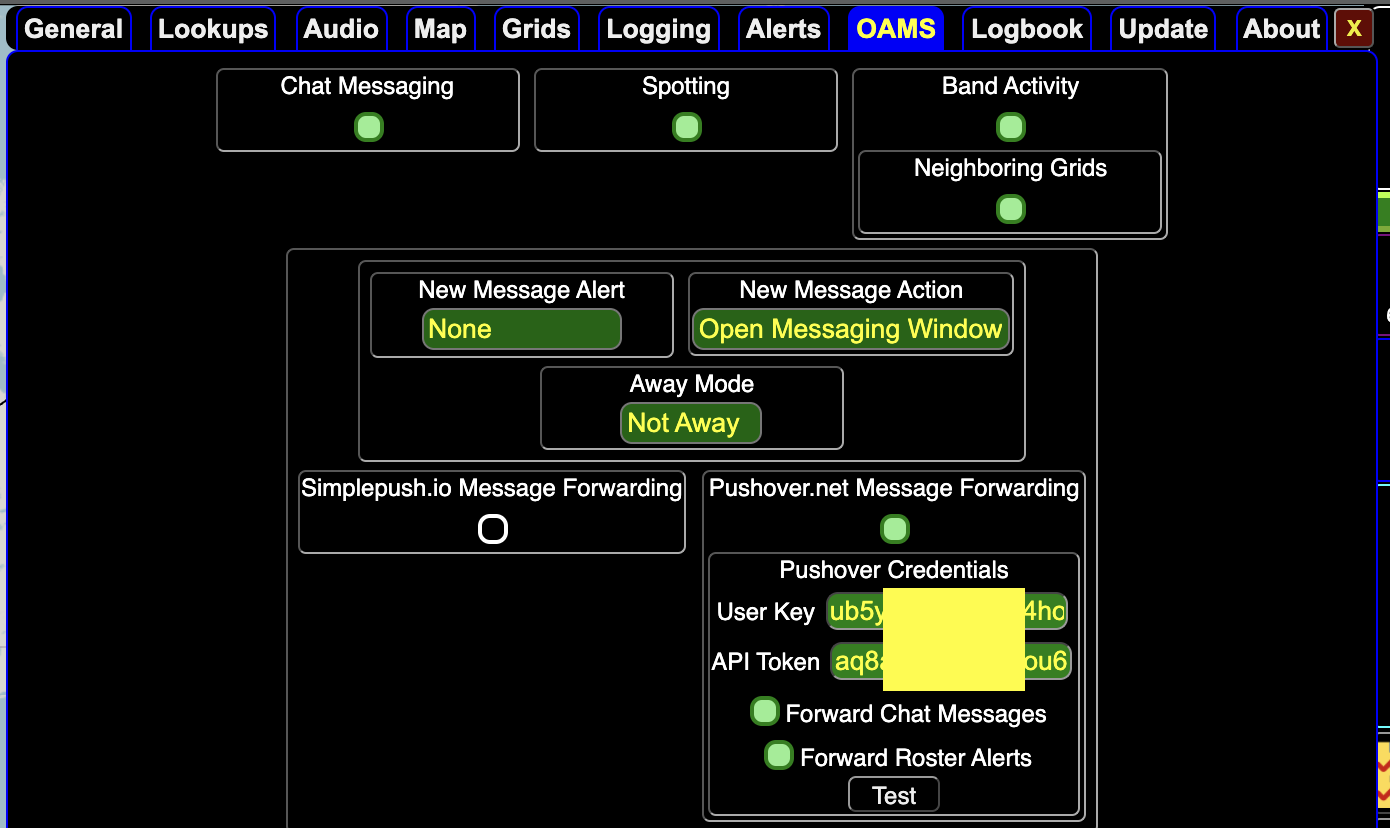 General Lookups Audio Map Grids Logging Alerts OAMS Logbook Update About X
Chat Messaging Spotting Band Activity
Neighboring Grids
New Message Alert New Message Action
None Open Messaging Window
Away Mode
Not Away
Simplepush.io Message Forwarding Pushover.net Message Forwarding
Pushover Credentials
User Key ub5y 4ho
API Token aq8a ou6
Forward Chat Messages
Forward Roster Alerts
Test